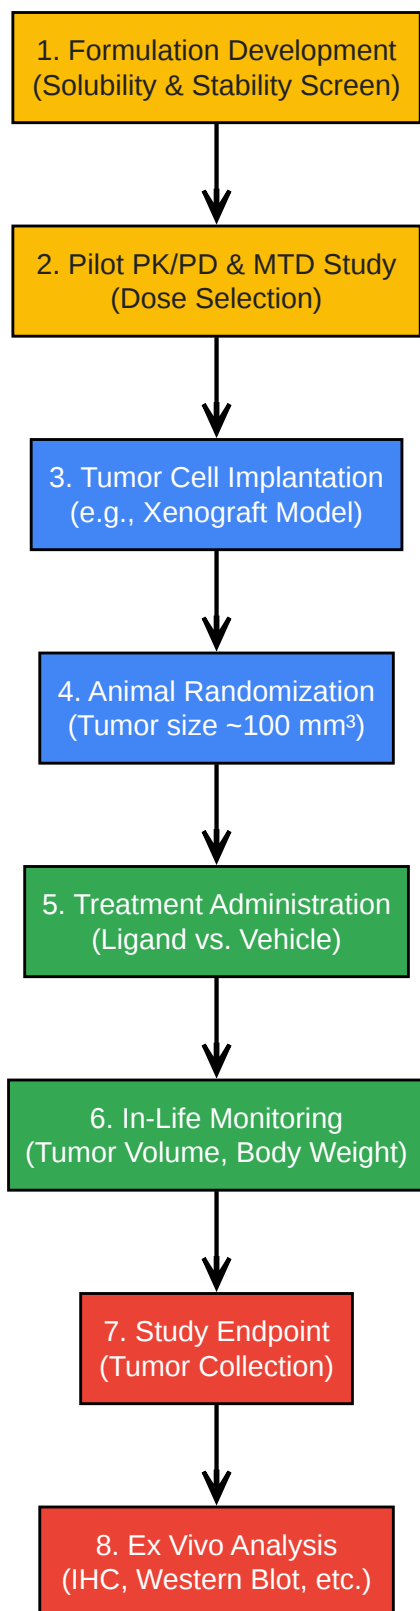 1. Formulation Development
(Solubility & Stability Screen)
2. Pilot PK/PD & MTD Study
(Dose Selection)
3. Tumor Cell Implantation
(e.g., Xenograft Model)
4. Animal Randomization
(Tumor size ~100 mm³)
5. Treatment Administration
(Ligand vs. Vehicle)
6. In-Life Monitoring
(Tumor Volume, Body Weight)
7. Study Endpoint
(Tumor Collection)
8. Ex Vivo Analysis
(IHC, Western Blot, etc.)